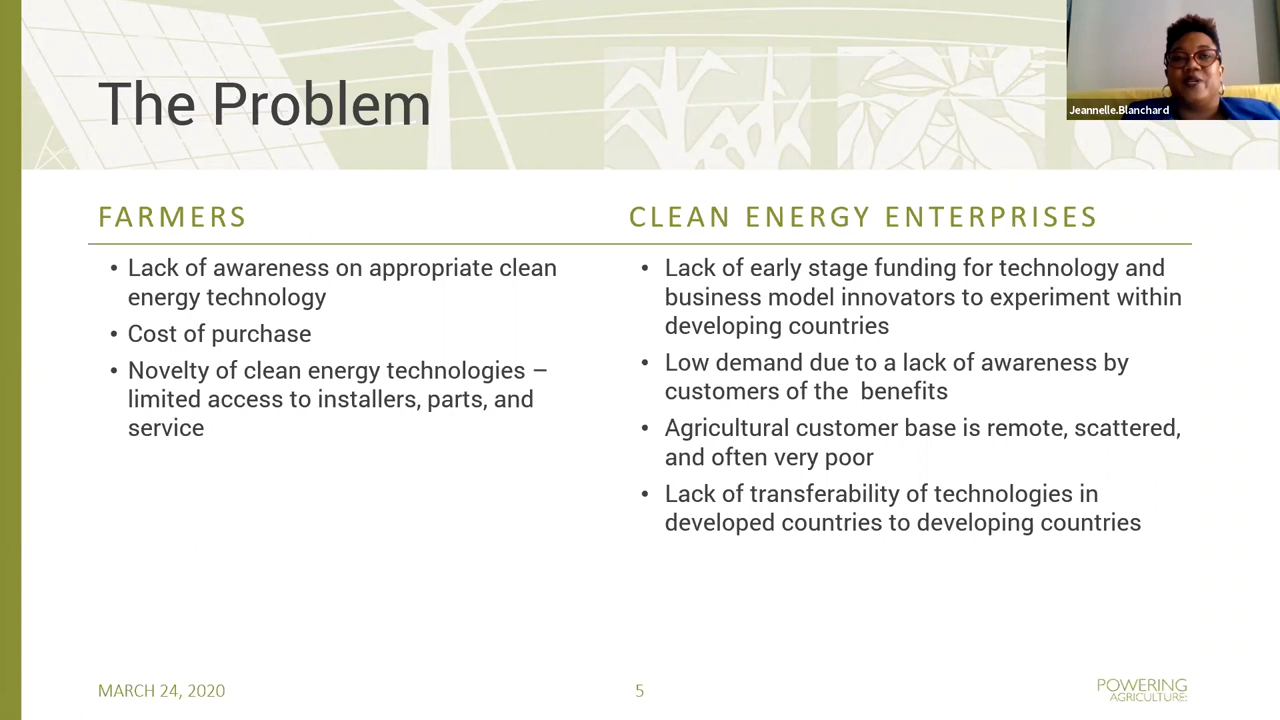 The Problem
Jeannelle.Blanchard
FARMERS
• Lack of awareness on appropriate clean
energy technology
• Cost of purchase
• Novelty of clean energy technologies –
limited access to installers, parts, and
service
CLEAN ENERGY ENTERPRISES
• Lack of early stage funding for technology and
business model innovators to experiment within
developing countries
• Low demand due to a lack of awareness by
customers of the  benefits
• Agricultural customer base is remote, scattered,
and often very poor
• Lack of transferability of technologies in
developed countries to developing countries
MARCH 24, 2020
5
POWERING
AGRICULTURE: